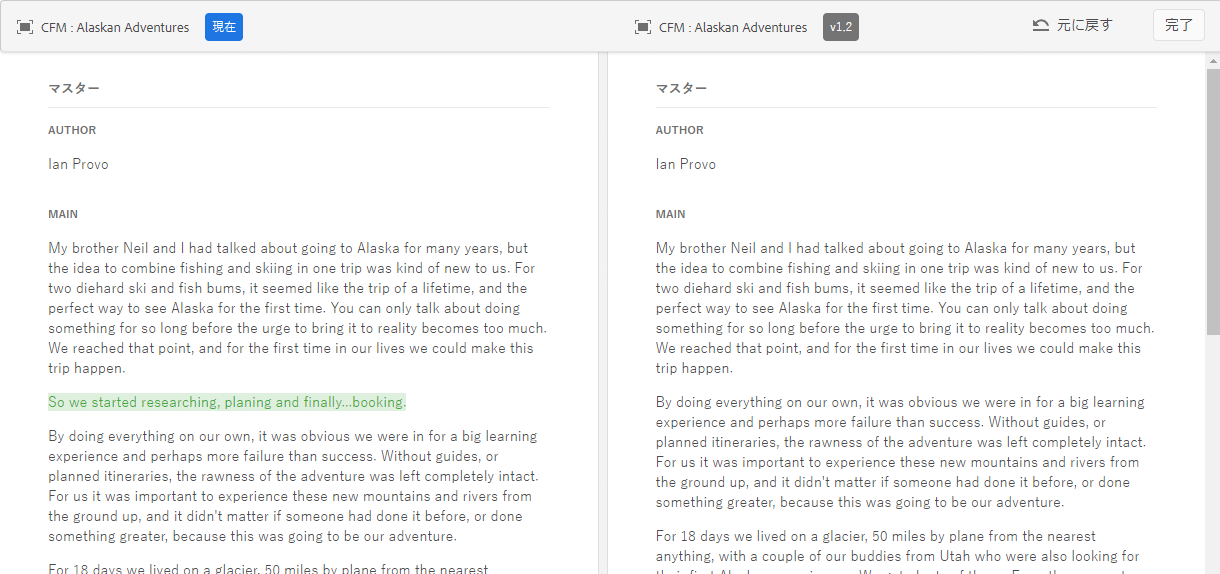 CFM : Alaskan Adventures 現在
CFM : Alaskan Adventures v1.2 元に戻す 完了
マスター
AUTHOR
Ian Provo
MAIN
My brother Neil and I had talked about going to Alaska for many years, but
the idea to combine fishing and skiing in one trip was kind of new to us. For
two diehard ski and fish bums, it seemed like the trip of a lifetime, and the
perfect way to see Alaska for the first time. You can only talk about doing
something for so long before the urge to bring it to reality becomes too much.
We reached that point, and for the first time in our lives we could make this
trip happen.
So we started researching, planing and finally...booking.
By doing everything on our own, it was obvious we were in for a big learning
experience and perhaps more failure than success. Without guides, or
planned itineraries, the rawness of the adventure was left completely intact.
For us it was important to experience these new mountains and rivers from
the ground up, and it didn't matter if someone had done it before, or done
something greater, because this was going to be our adventure.
For 18 days we lived on a glacier, 50 miles by plane from the nearest
マスター
AUTHOR
Ian Provo
MAIN
My brother Neil and I had talked about going to Alaska for many years, but
the idea to combine fishing and skiing in one trip was kind of new to us. For
two diehard ski and fish bums, it seemed like the trip of a lifetime, and the
perfect way to see Alaska for the first time. You can only talk about doing
something for so long before the urge to bring it to reality becomes too much.
We reached that point, and for the first time in our lives we could make this
trip happen.
By doing everything on our own, it was obvious we were in for a big learning
experience and perhaps more failure than success. Without guides, or
planned itineraries, the rawness of the adventure was left completely intact.
For us it was important to experience these new mountains and rivers from
the ground up, and it didn't matter if someone had done it before, or done
something greater, because this was going to be our adventure.
For 18 days we lived on a glacier, 50 miles by plane from the nearest
anything, with a couple of our buddies from Utah who were also looking for